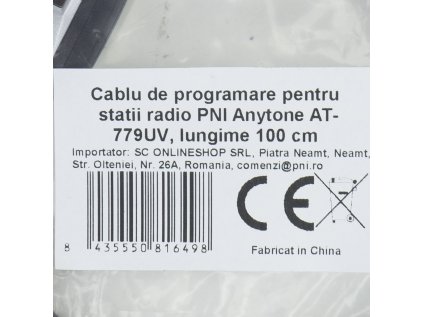 Cablu de programare pentru
statii radio PNI Anytone AT-
779UV, lungime 100 cm
Importator: SC ONLINESHOP SRL, Piatra Neamt, Neamt,
Str. Olteniei, Nr. 26A, Romania, comenzi@pni.ro
8 435550 816498
CE
Fabricat in China